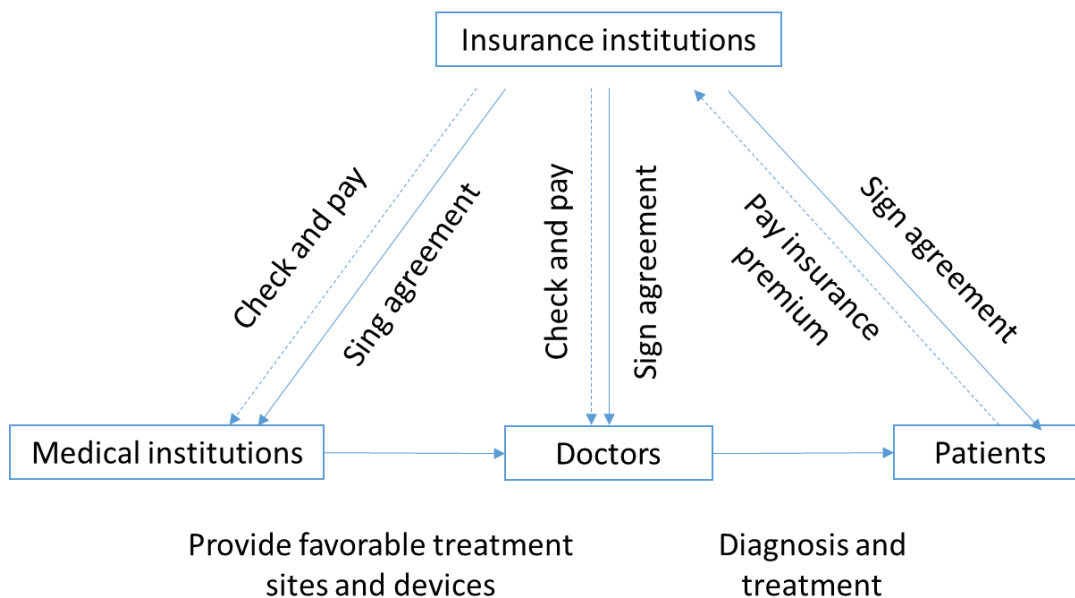 Insurance institutions
Check and pay
Sing agreement
Check and pay
Sign agreement
Pay insurance
premium
Sign agreement
Medical institutions
Doctors
Patients
Provide favorable treatment
sites and devices
Diagnosis and
treatment